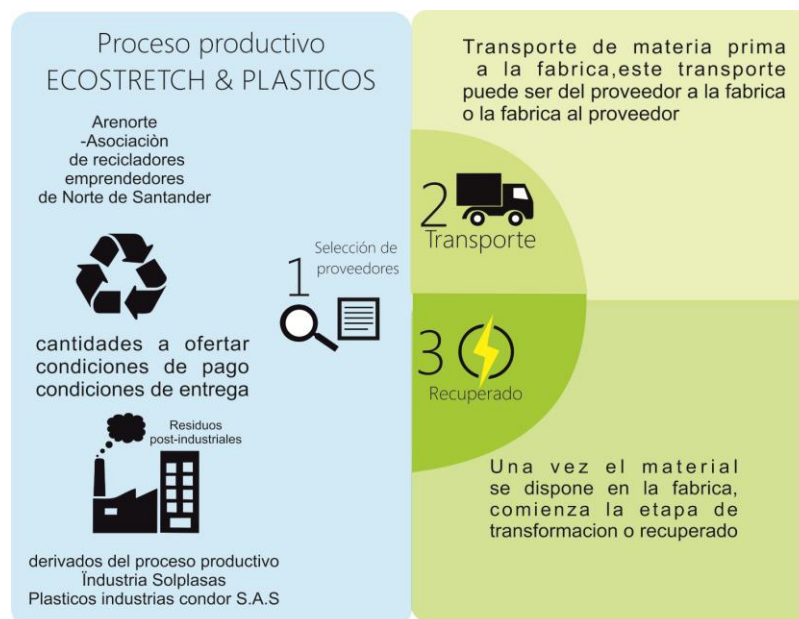 Proceso productivo
ECOSTRETCH & PLASTICOS
Arenorte
-Asociaciòn
de recicladores
emprendedores
de Norte de Santander
1
Selección de
proveedores
cantidades a ofertar
condiciones de pago
condiciones de entrega
Residuos
post-industriales
derivados del proceso productivo
Ïndustria Solplasas
Plasticos industrias condor S.A.S
Transporte de materia prima
a la fabrica,este transporte
puede ser del proveedor a la fabrica
o la fabrica al proveedor
2
Transporte
3
Recuperado
Una vez el material
se dispone en la fabrica,
comienza la etapa de
transformacion o recuperado